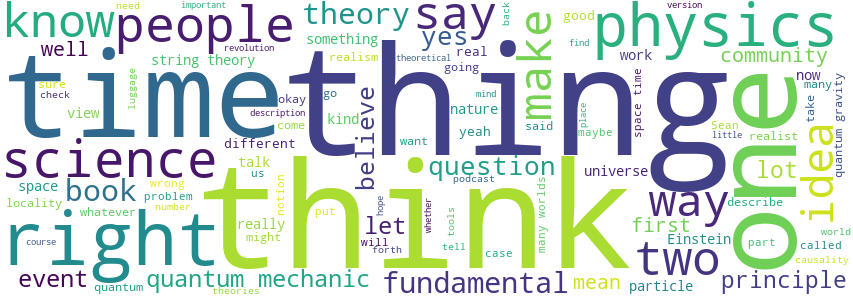 need important back version
know people theory say yes good physics
revolution something find
well string theory realism real theoretical going make work community
time thing one
sure check luggage okay go description mind place space time now many take quantum gravity
view come kind nature yeah said maybe Sean little realist idea
science different believe want
talk us question universe lot
space book wrong problem think podcast many worlds way describe
locality whatever number really notion put hope whether tools let first Einstein part called world
right might will forth tell case two causality
event course quantum quantum mechanic theories fundamental mean particle principle